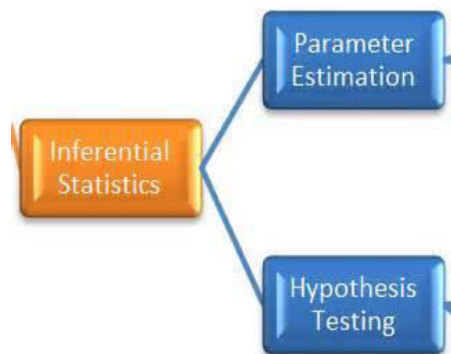 Parameter
Estimation
Inferential
Statistics
Hypothesis
Testing